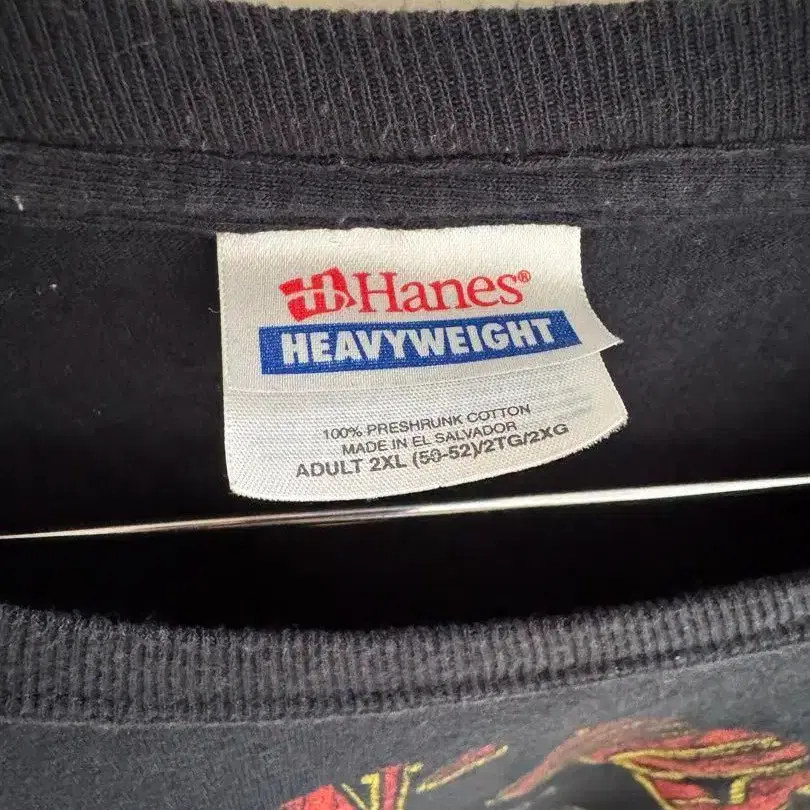 Hanes®
HEAVYWEIGHT
100% PRESHRUNK COTTON
MADE IN EL SALVADOR
ADULT 2XL (50-52)/2TG/2XG